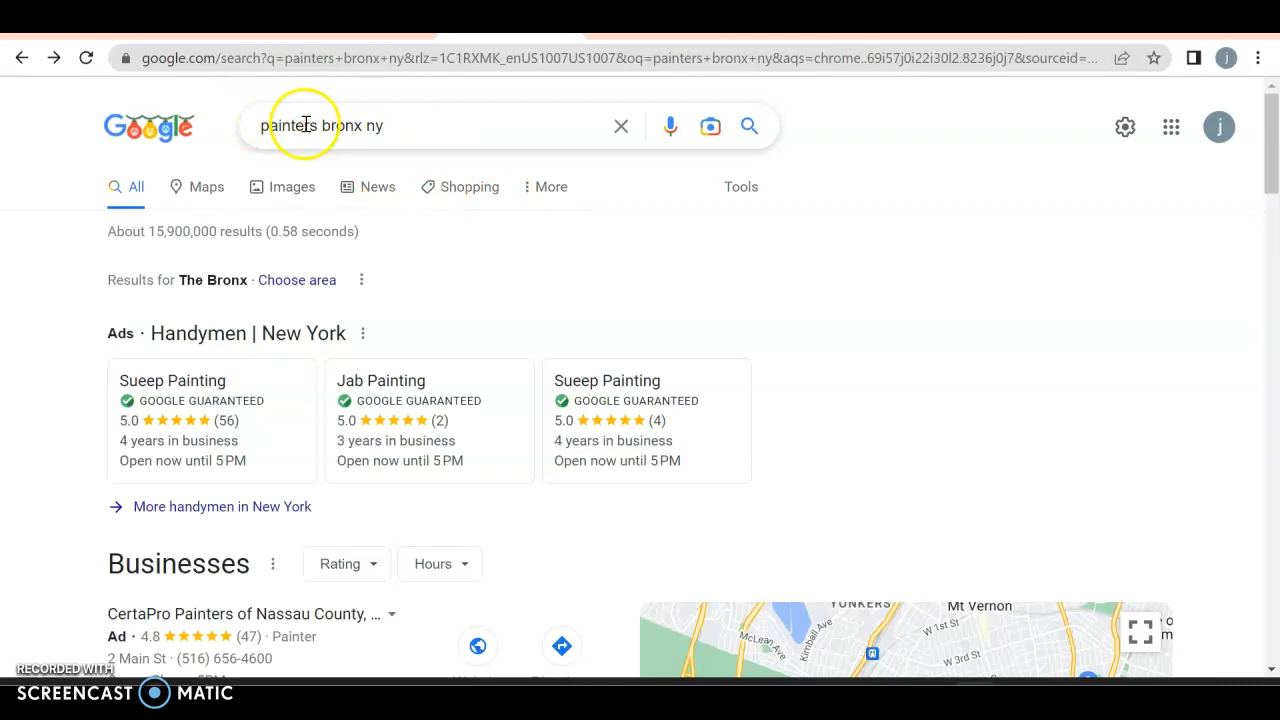 google.com/search?q=painters+bronx+ny&rlz=1C1RXMK_enUS1007US1007&oq=painters+bronx+ny&aqs=chrome..69i57j0i22i30l2.8236j0j7&sourceid=...
j
Google
painters bronx ny
j
All
Maps
Images
News
Shopping
More
Tools
About 15,900,000 results (0.58 seconds)
Results for The Bronx · Choose area
Ads · Handymen | New York
Sueep Painting
GOOGLE GUARANTEED
5.0 (56)
4 years in business
Open now until 5 PM
Jab Painting
GOOGLE GUARANTEED
5.0 (2)
3 years in business
Open now until 5 PM
Sueep Painting
GOOGLE GUARANTEED
5.0 (4)
4 years in business
Open now until 5 PM
More handymen in New York
Businesses
Rating
Hours
CertaPro Painters of Nassau County, ...
Ad · 4.8 (47) · Painter
2 Main St · (516) 656-4600
YONKERS
Mt Vernon
McLean Ave
Kimball Ave
W 1st St
W 3rd St
RECORDED WITH
SCREENCAST MATIC